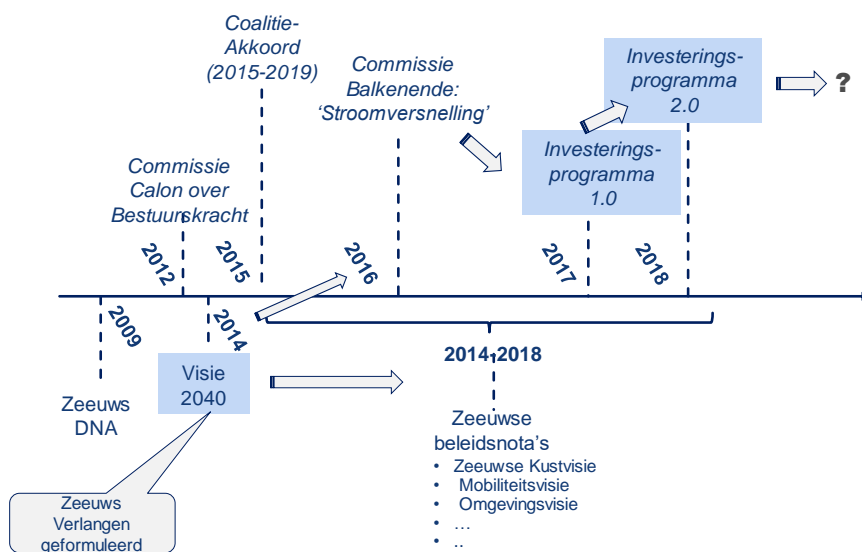 Coalitie-
Akkoord
(2015-2019)
Commissie
Balkenende:
‘Stroomversnelling’
Investerings-
programma
2.0
?
Investerings-
programma
1.0
Commissie
Calon over
Bestuurskracht
2012
2015
2016
2017
2018
2009
2014
2014-2018
Visie
2040
Zeeuws
DNA
Zeeuws
Verlangen
geformuleerd
Zeeuwse
beleidsnota’s
• Zeeuwse Kustvisie
• Mobiliteitsvisie
• Omgevingsvisie
• …
• ..